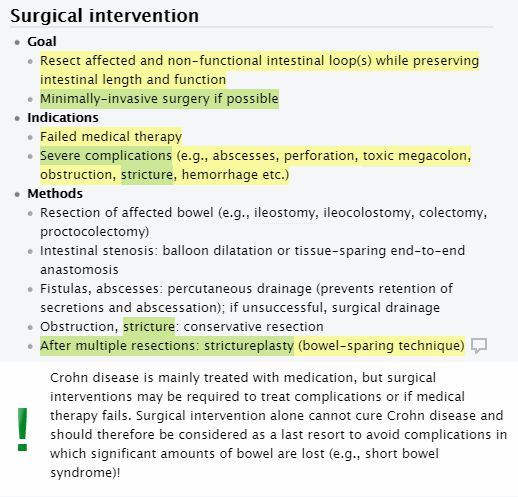 Surgical intervention
Goal
Resect affected and non-functional intestinal loop(s) while preserving
intestinal length and function
Minimally-invasive surgery if possible
Indications
Failed medical therapy
Severe complications (e.g., abscesses, perforation, toxic megacolon,
obstruction, stricture, hemorrhage etc.)
Methods
Resection of affected bowel (e.g., ileostomy, ileocolostomy, colectomy,
proctocolectomy)
Intestinal stenosis: balloon dilatation or tissue-sparing end-to-end
anastomosis
Fistulas, abscesses: percutaneous drainage (prevents retention of
secretions and abscessation); if unsuccessful, surgical drainage
Obstruction, stricture: conservative resection
After multiple resections: strictureplasty (bowel-sparing technique)
Crohn disease is mainly treated with medication, but surgical
interventions may be required to treat complications or if medical
therapy fails. Surgical intervention alone cannot cure Crohn disease and
should therefore be considered as a last resort to avoid complications in
which significant amounts of bowel are lost (e.g., short bowel
syndrome)!